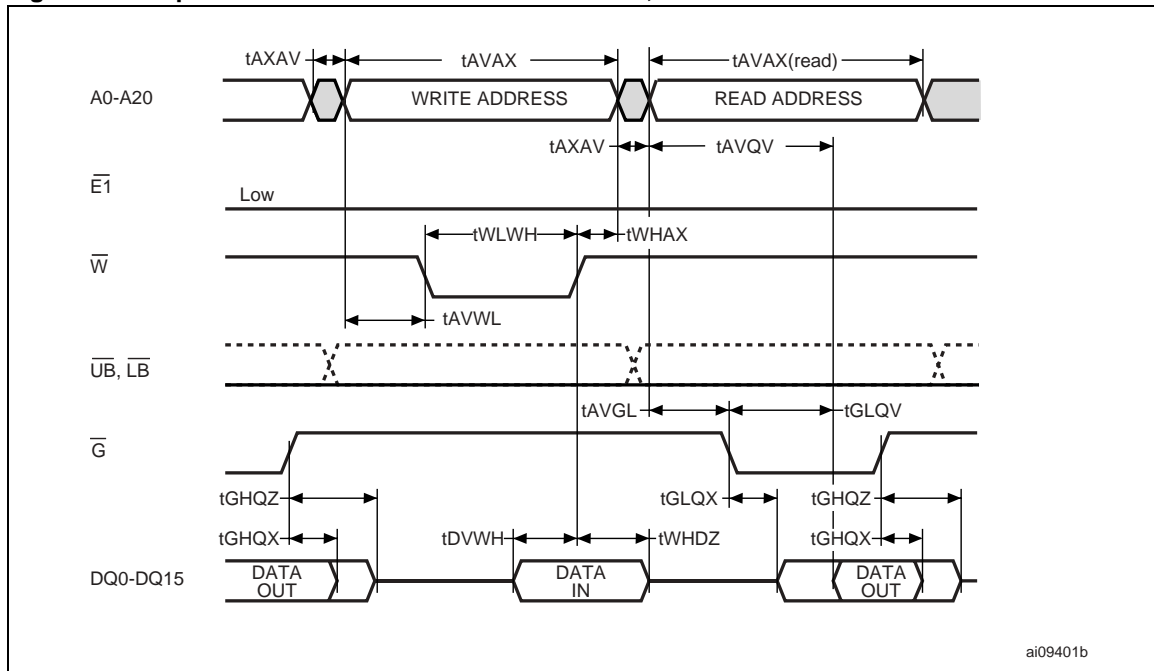 tAXAV tAVAX tAVAX(read)
A0-A20 WRITE ADDRESS READ ADDRESS
tAXAV tAVQV
E1
Low
tWLWH tWHAX
W
tAVWL
UB, LB
tAVGL tGLQV
G
tGHQZ tGLQX tGHQZ
tGHQX tDVWH tWHDZ tGHQX
DQ0-DQ15 DATA OUT DATA IN DATA OUT
ai09401b